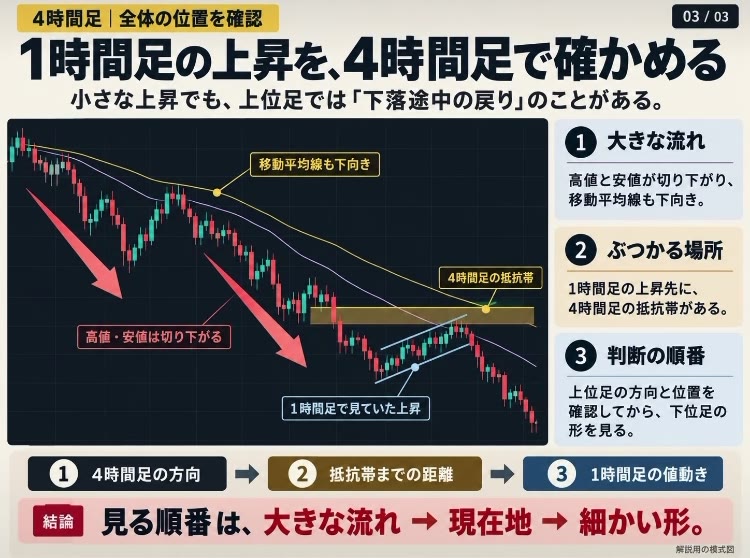 4時間足｜全体の位置を確認
03 / 03
1時間足の上昇を、4時間足で確かめる
小さな上昇でも、上位足では「下落途中の戻り」のことがある。
移動平均線も下向き
4時間足の抵抗帯
高値・安値は切り下がる
1時間足で見ていた上昇
1 大きな流れ
高値と安値が切り下がり、
移動平均線も下向き。
2 ぶつかる場所
1時間足の上昇先に、
4時間足の抵抗帯がある。
3 判断の順番
上位足の方向と位置を
確認してから、下位足の
形を見る。
1 4時間足の方向 → 2 抵抗帯までの距離 → 3 1時間足の値動き
結論 見る順番は、大きな流れ → 現在地 → 細かい形。
解説用の模式図